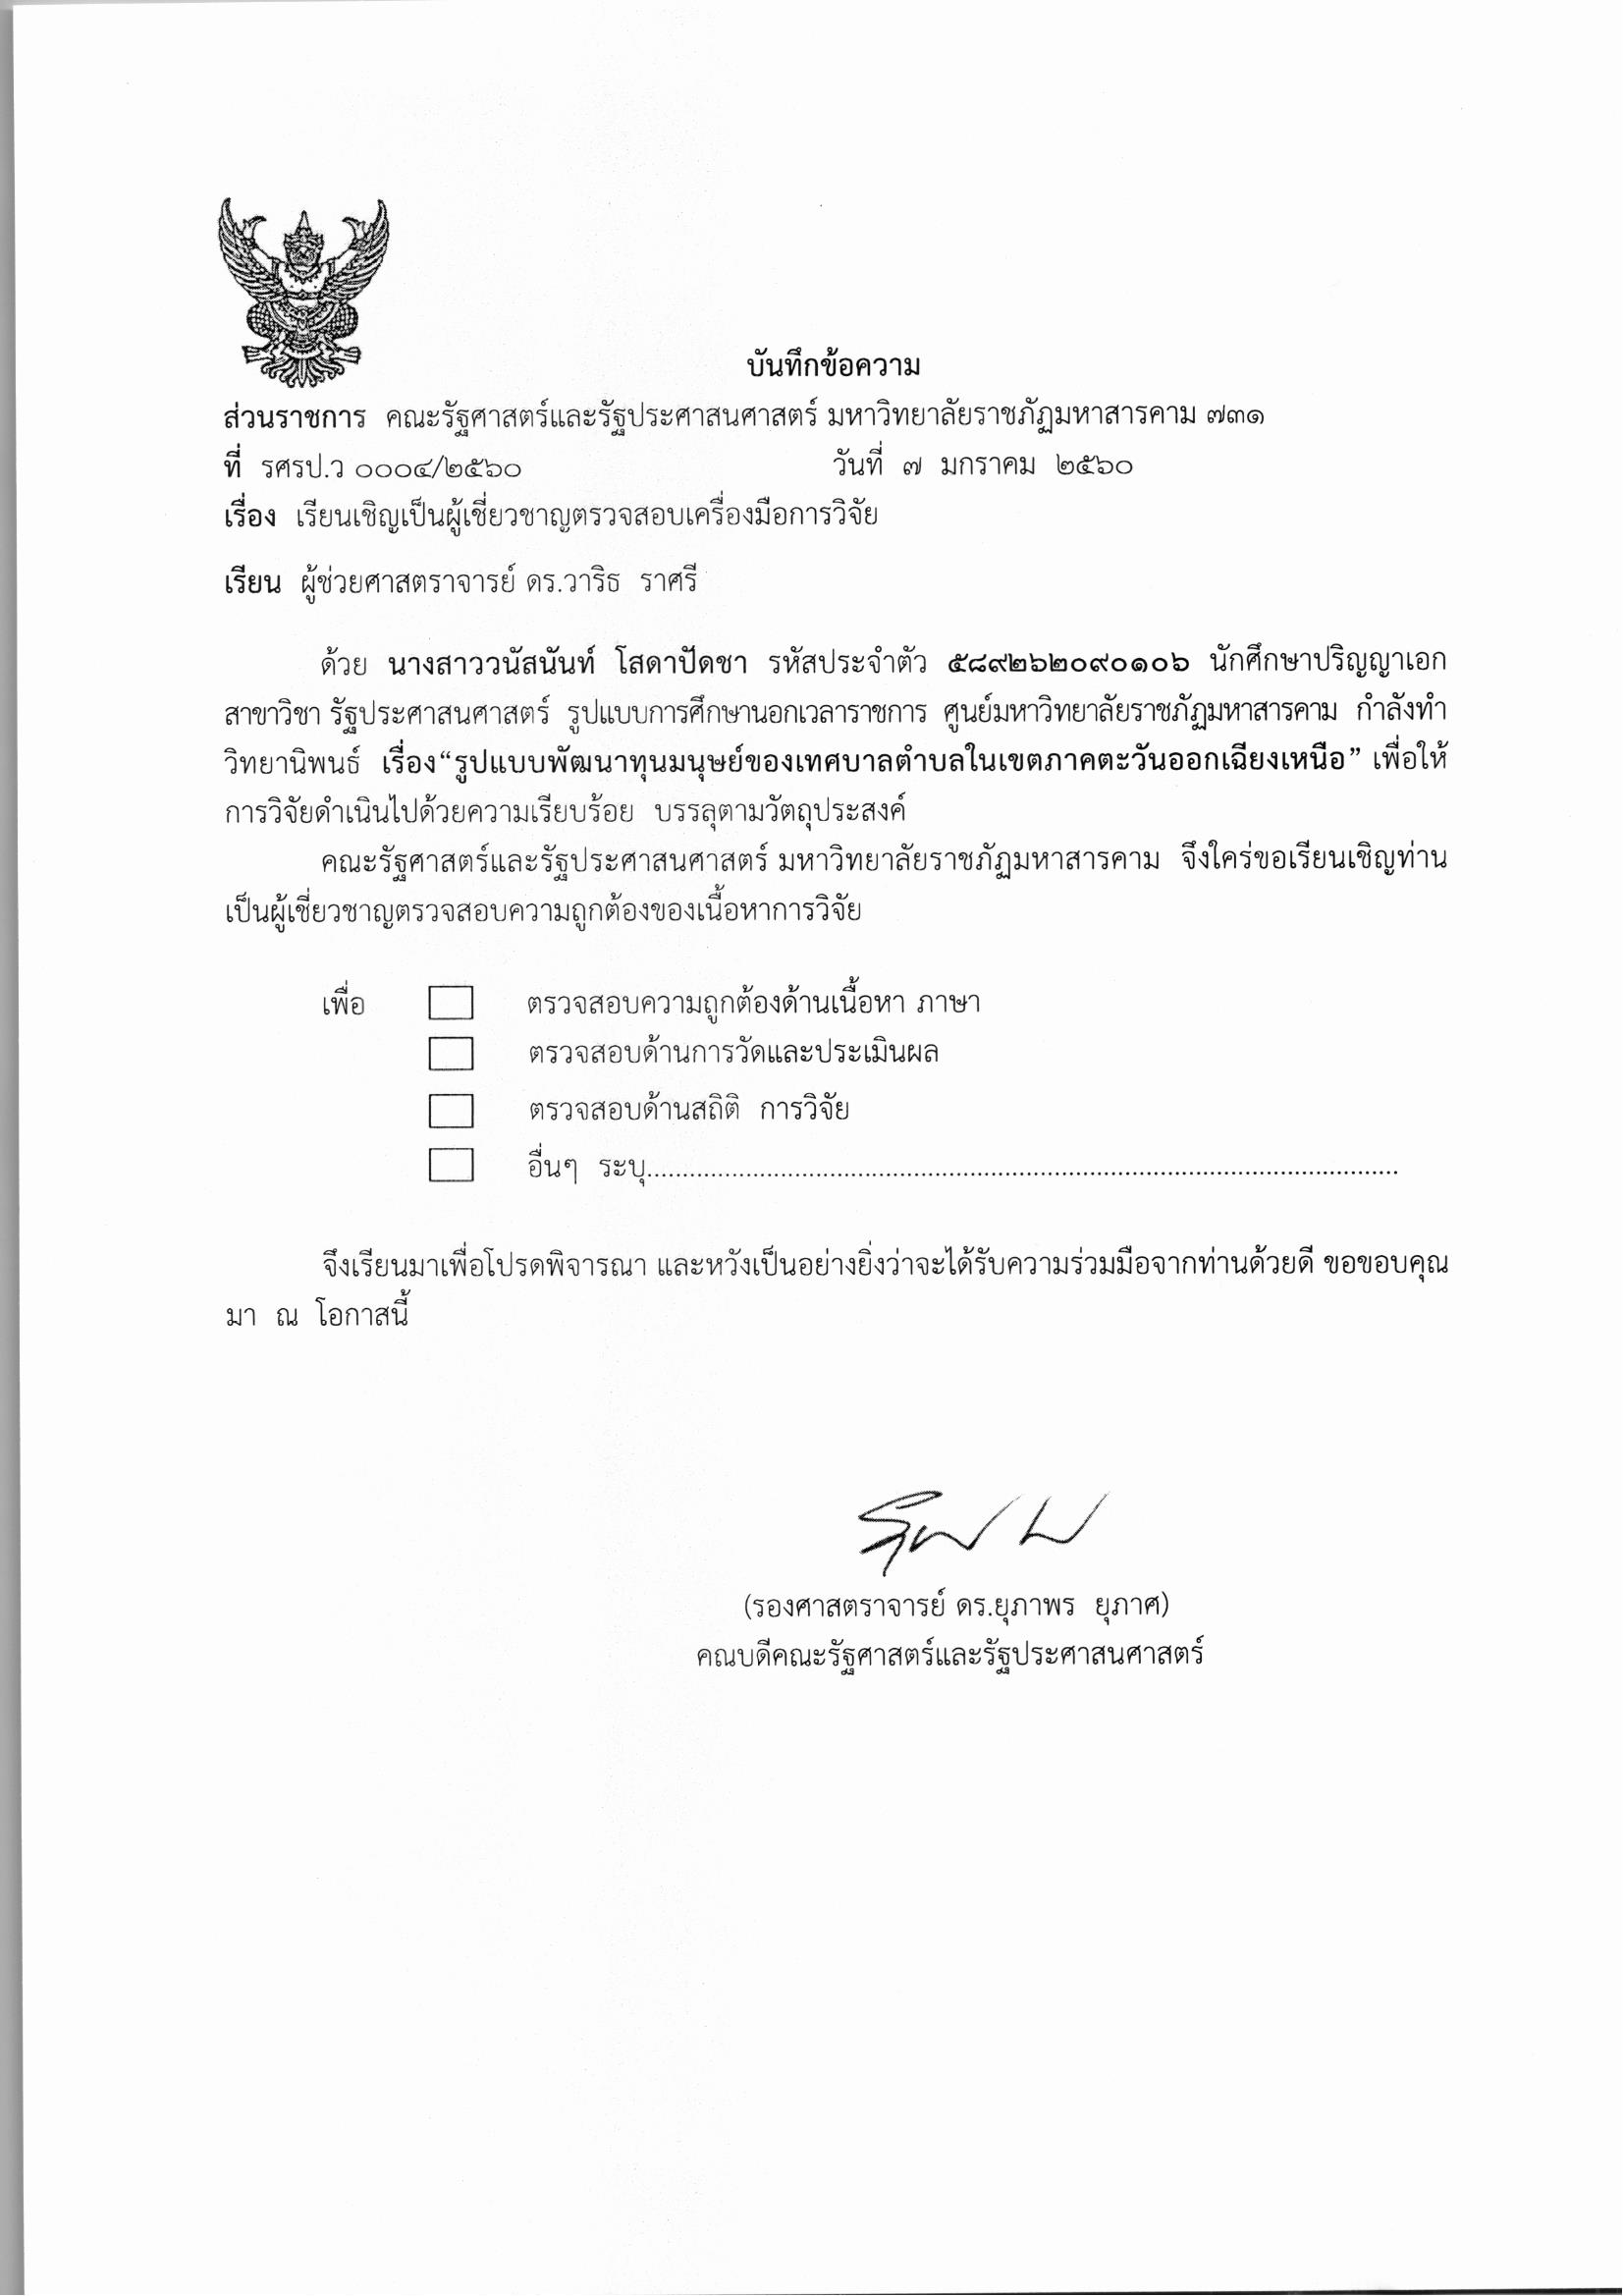 บันทึกข้อความ
ส่วนราชการ คณะรัฐศาสตร์และรัฐประศาสนศาสตร์ มหาวิทยาลัยราชภัฏมหาสารคาม ๗๓๑
ที่ รศรป.ว ๐๐๐๔/๒๕๖๐ วันที่ ๗ มกราคม ๒๕๖๐
เรื่อง เรียนเชิญเป็นผู้เชี่ยวชาญตรวจสอบเครื่องมือการวิจัย
เรียน ผู้ช่วยศาสตราจารย์ ดร.วาริธ ราศรี
ด้วย นางสาววนัสนันท์ โสดาปัดชา รหัสประจำตัว ๕๘๙๒๖๒๐๙๐๑๐๖ นักศึกษาปริญญาเอก
สาขาวิชา รัฐประศาสนศาสตร์ รูปแบบการศึกษานอกเวลาราชการ ศูนย์มหาวิทยาลัยราชภัฏมหาสารคาม กำลังทำ
วิทยานิพนธ์ เรื่อง“รูปแบบพัฒนาทุนมนุษย์ของเทศบาลตำบลในเขตภาคตะวันออกเฉียงเหนือ” เพื่อให้
การวิจัยดำเนินไปด้วยความเรียบร้อย บรรลุตามวัตถุประสงค์
คณะรัฐศาสตร์และรัฐประศาสนศาสตร์ มหาวิทยาลัยราชภัฏมหาสารคาม จึงใคร่ขอเรียนเชิญท่าน
เป็นผู้เชี่ยวชาญตรวจสอบความถูกต้องของเนื้อหาการวิจัย
เพื่อ ตรวจสอบความถูกต้องด้านเนื้อหา ภาษา
ตรวจสอบด้านการวัดและประเมินผล
ตรวจสอบด้านสถิติ การวิจัย
อื่นๆ ระบุ..........................................................................................................
จึงเรียนมาเพื่อโปรดพิจารณา และหวังเป็นอย่างยิ่งว่าจะได้รับความร่วมมือจากท่านด้วยดี ขอขอบคุณ
มา ณ โอกาสนี้
(รองศาสตราจารย์ ดร.ยุภาพร ยุภาศ)
คณบดีคณะรัฐศาสตร์และรัฐประศาสนศาสตร์